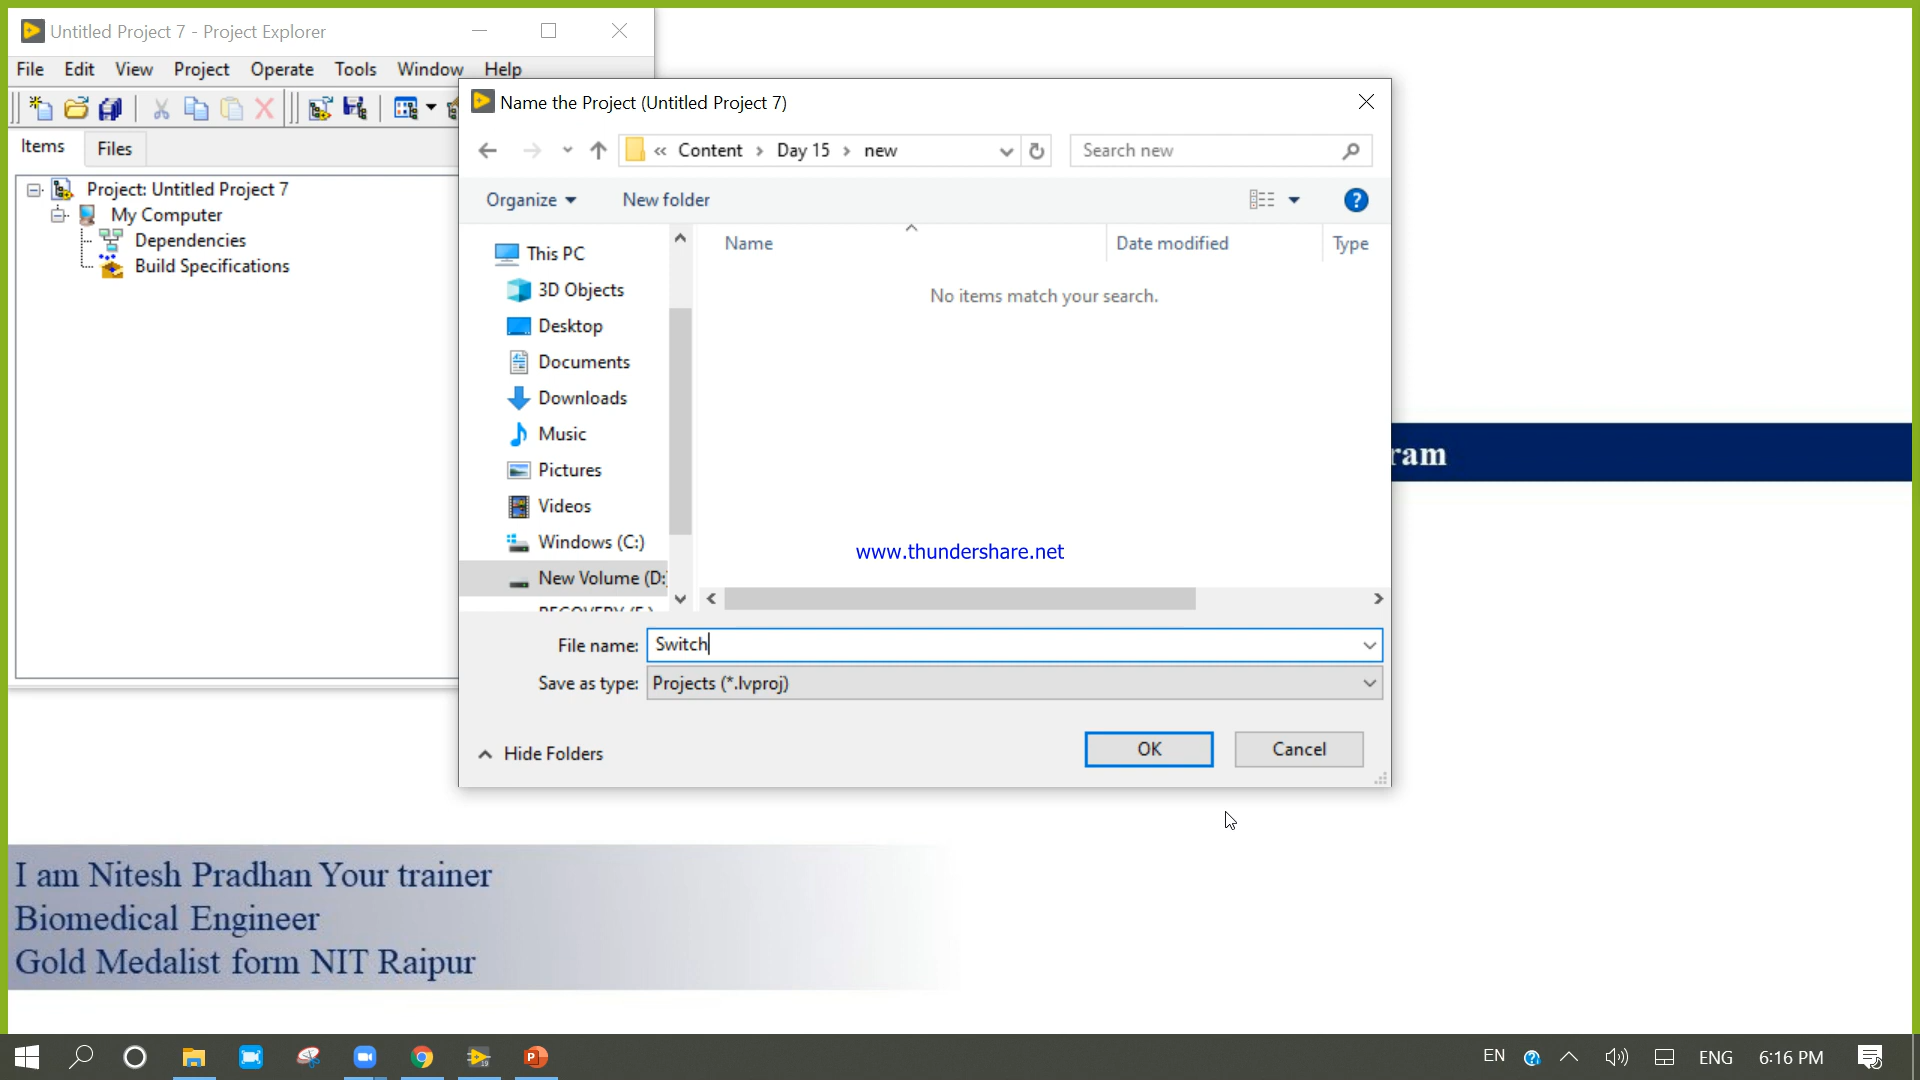 Untitled Project 7 - Project Explorer
File Edit View Project Operate Tools Window Help
Items Files
Project: Untitled Project 7
My Computer
Dependencies
Build Specifications
Name the Project (Untitled Project 7)
« Content > Day 15 > new
Search new
Organize New folder
This PC
3D Objects
Desktop
Documents
Downloads
Music
Pictures
Videos
Windows (C:)
New Volume (D:
Name Date modified Type
No items match your search.
www.thundershare.net
File name: Switch
Save as type: Projects (*.lvproj)
Hide Folders
OK Cancel
ram
I am Nitesh Pradhan Your trainer
Biomedical Engineer
Gold Medalist form NIT Raipur
EN ENG 6:16 PM